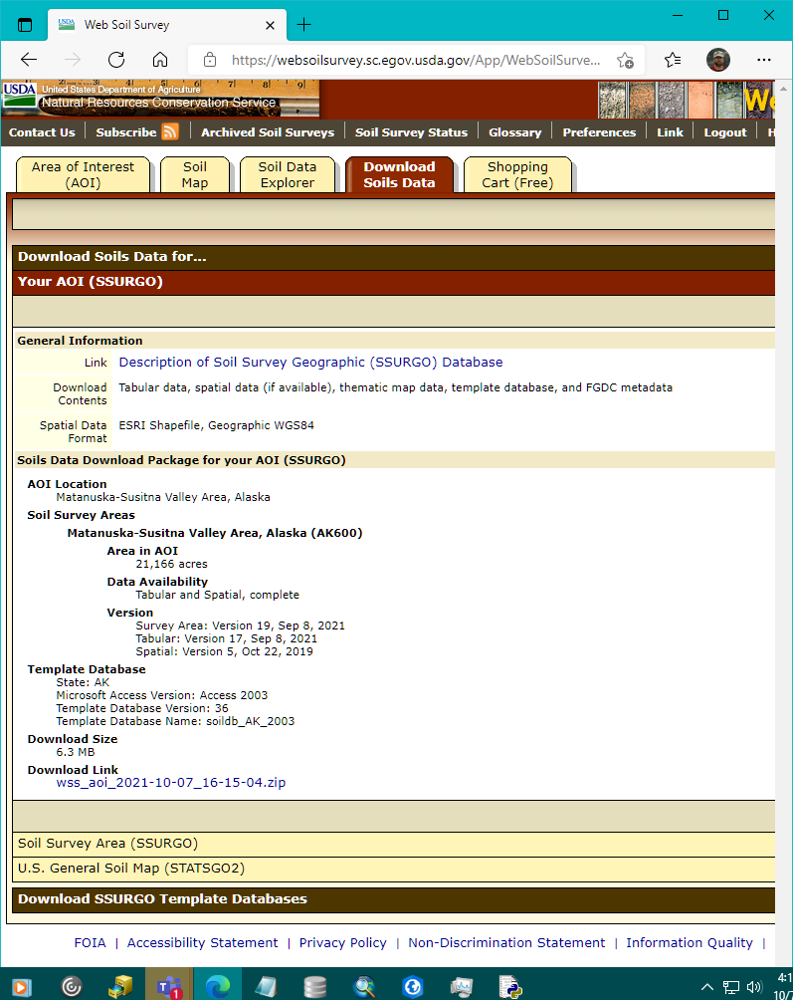 Web Soil Survey
https://websoilsurvey.sc.egov.usda.gov/App/WebSoilSurve...
USDA
United States Department of Agriculture
Natural Resources Conservation Service
We
Contact Us | Subscribe | Archived Soil Surveys | Soil Survey Status | Glossary | Preferences | Link | Logout | H
Area of Interest
(AOI)
Soil
Map
Soil Data
Explorer
Download
Soils Data
Shopping
Cart (Free)
Download Soils Data for...
Your AOI (SSURGO)
General Information
Link Description of Soil Survey Geographic (SSURGO) Database
Download Contents Tabular data, spatial data (if available), thematic map data, template database, and FGDC metadata
Spatial Data Format ESRI Shapefile, Geographic WGS84
Soils Data Download Package for your AOI (SSURGO)
AOI Location
Matanuska-Susitna Valley Area, Alaska
Soil Survey Areas
Matanuska-Susitna Valley Area, Alaska (AK600)
Area in AOI
21,166 acres
Data Availability
Tabular and Spatial, complete
Version
Survey Area: Version 19, Sep 8, 2021
Tabular: Version 17, Sep 8, 2021
Spatial: Version 5, Oct 22, 2019
Template Database
State: AK
Microsoft Access Version: Access 2003
Template Database Version: 36
Template Database Name: soildb_AK_2003
Download Size
6.3 MB
Download Link
wss_aoi_2021-10-07_16-15-04.zip
Soil Survey Area (SSURGO)
U.S. General Soil Map (STATSGO2)
Download SSURGO Template Databases
FOIA | Accessibility Statement | Privacy Policy | Non-Discrimination Statement | Information Quality |
4:1
10/